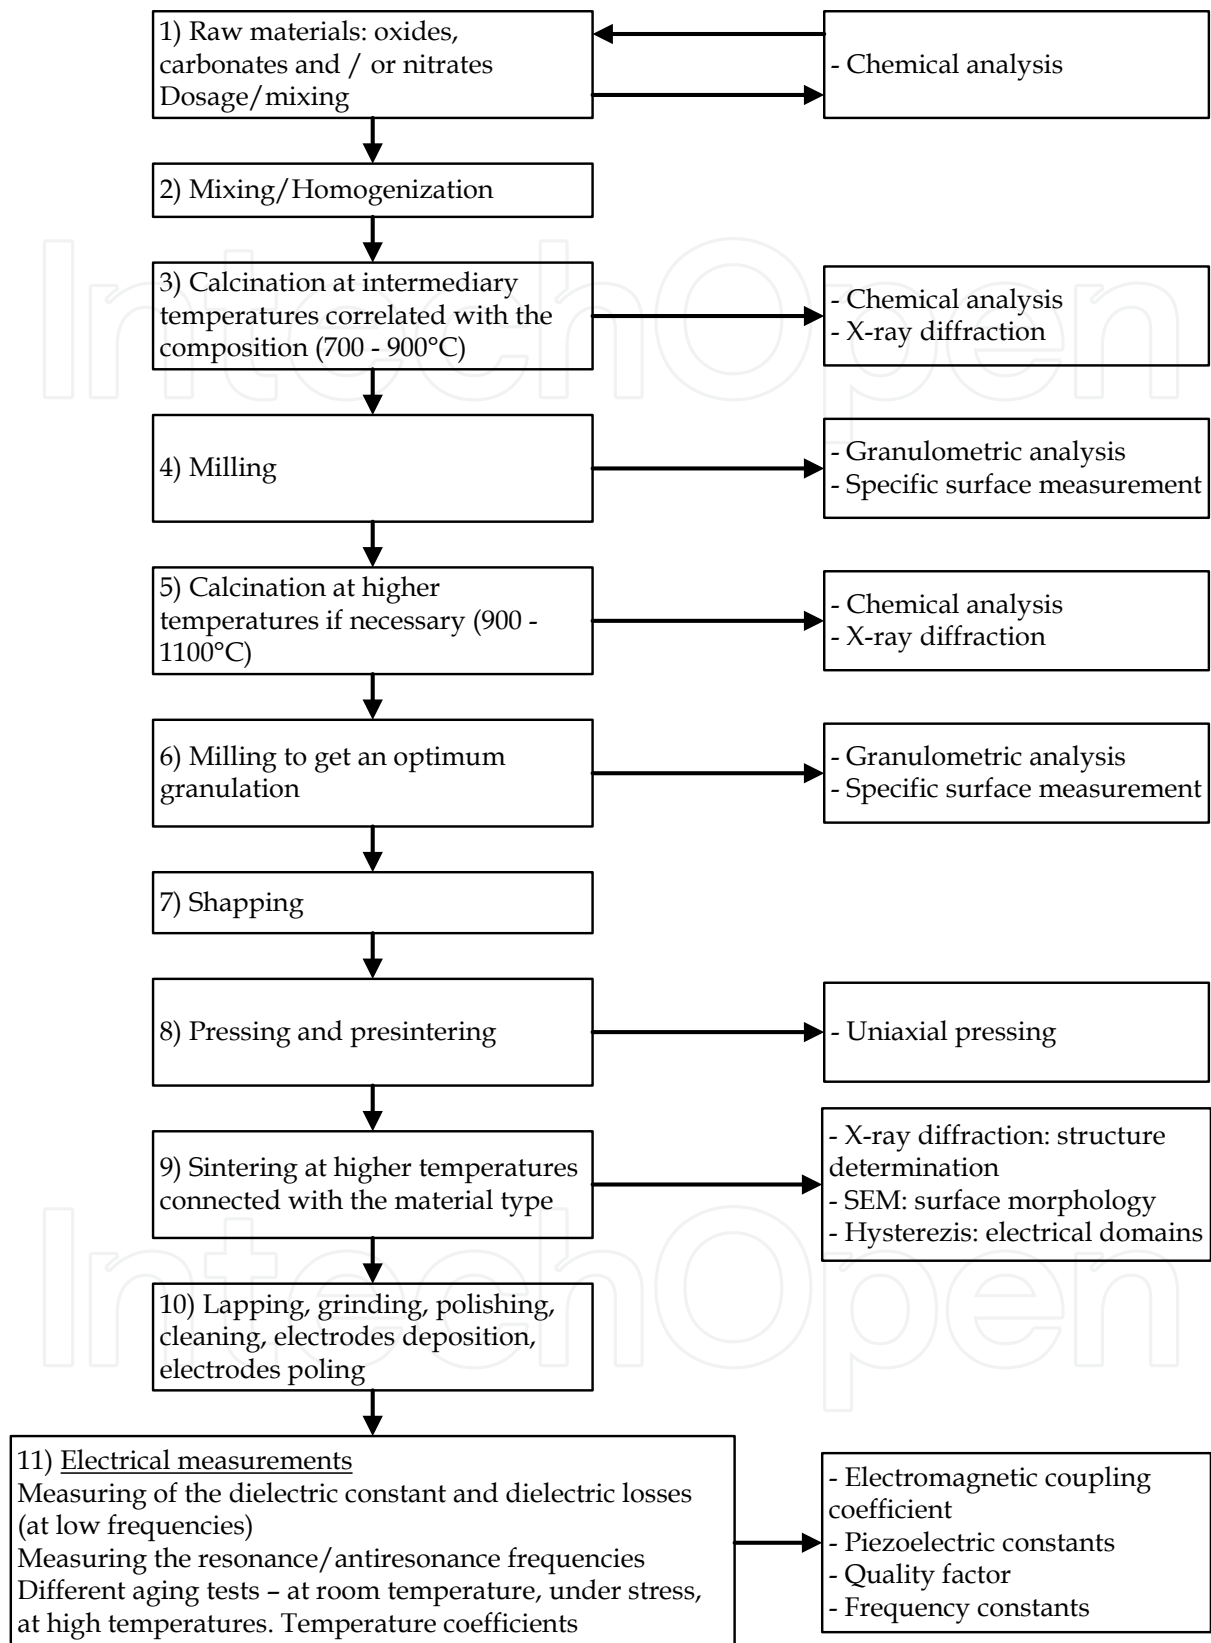 1) Raw materials: oxides,
carbonates and / or nitrates
Dosage/mixing
- Chemical analysis
2) Mixing/Homogenization
3) Calcination at intermediary
temperatures correlated with the
composition (700 - 900°C)
- Chemical analysis
- X-ray diffraction
4) Milling
- Granulometric analysis
- Specific surface measurement
5) Calcination at higher
temperatures if necessary (900 -
1100°C)
- Chemical analysis
- X-ray diffraction
6) Milling to get an optimum
granulation
- Granulometric analysis
- Specific surface measurement
7) Shapping
8) Pressing and presintering
- Uniaxial pressing
9) Sintering at higher temperatures
connected with the material type
- X-ray diffraction: structure
determination
- SEM: surface morphology
- Hysterezis: electrical domains
10) Lapping, grinding, polishing,
cleaning, electrodes deposition,
electrodes poling
11) Electrical measurements
Measuring of the dielectric constant and dielectric losses
(at low frequencies)
Measuring the resonance/antiresonance frequencies
Different aging tests – at room temperature, under stress,
at high temperatures. Temperature coefficients
- Electromagnetic coupling
coefficient
- Piezoelectric constants
- Quality factor
- Frequency constants
IntechOpen
IntechOpen